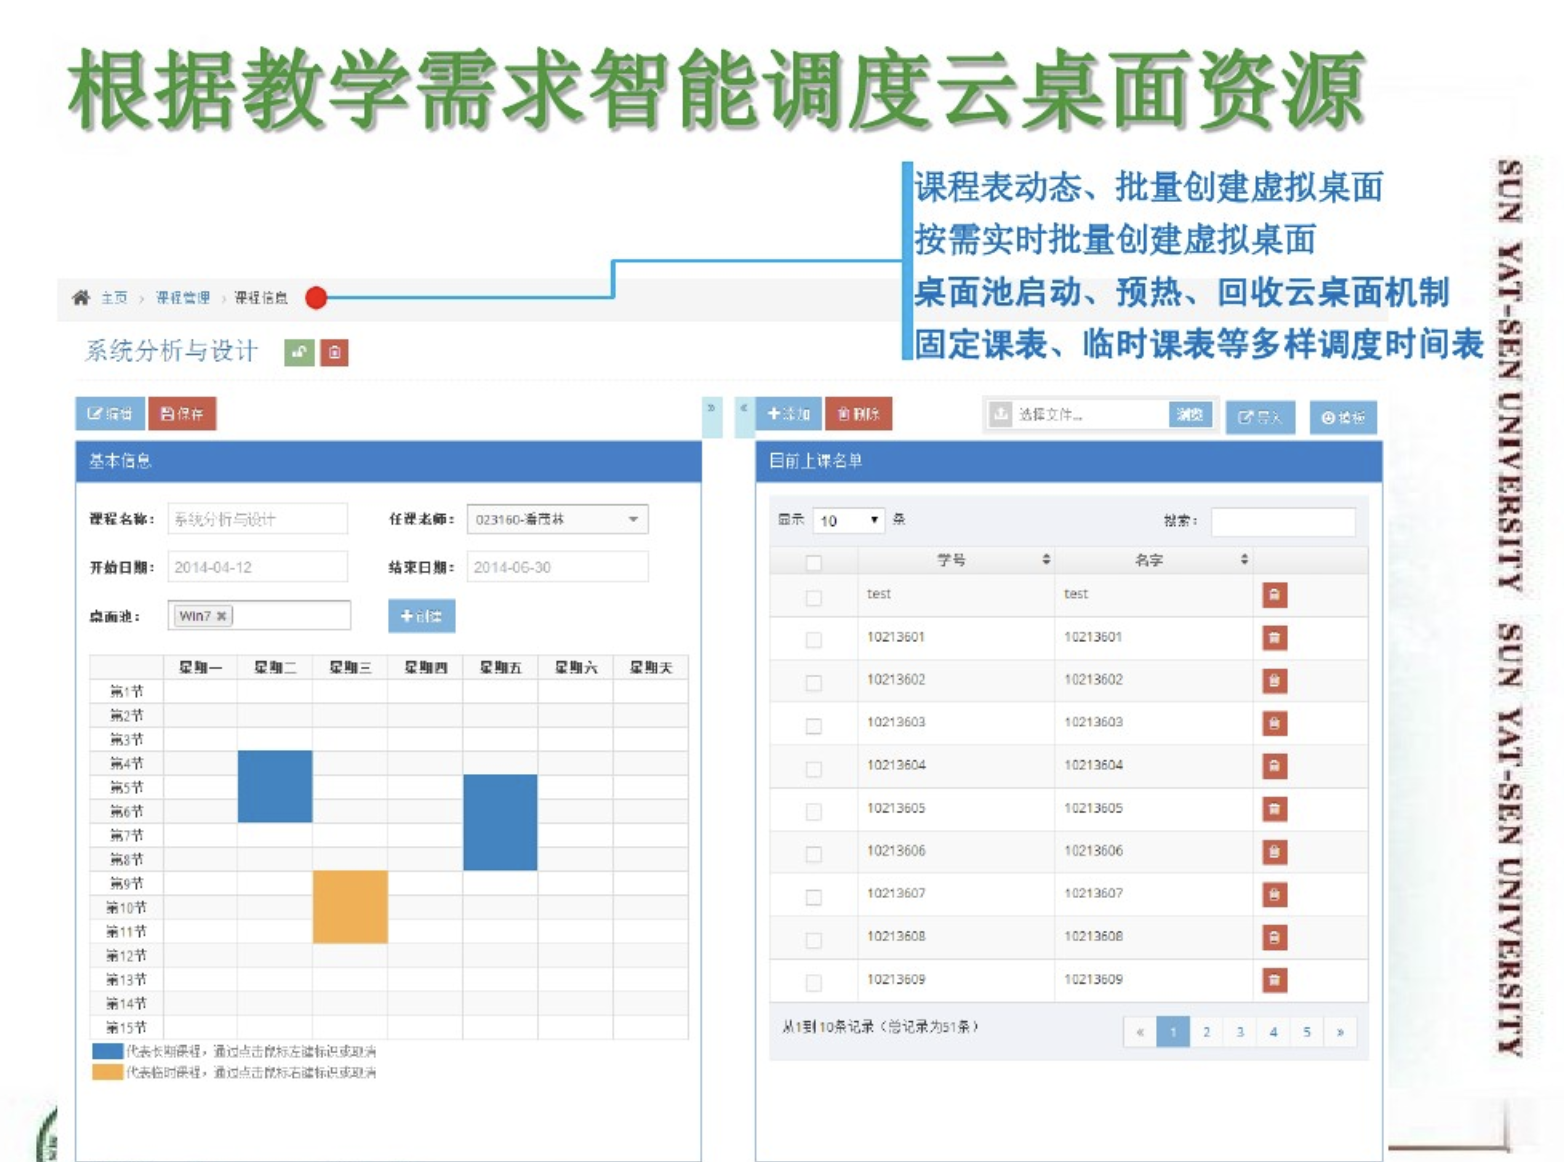 根据教学需求智能调度云桌面资源
课程表动态、批量创建虚拟桌面
按需实时批量创建虚拟桌面
桌面池启动、预热、回收云桌面机制
固定课表、临时课表等多样调度时间表
主页 > 课程管理 > 课程信息
系统分析与设计
编辑 保存
基本信息
课程名称: 系统分析与设计 任课老师: 023160-潘茂林
开始日期: 2014-04-12 结束日期: 2014-06-30
桌面池: Win7 × +创建
星期一 星期二 星期三 星期四 星期五 星期六 星期天
第1节
第2节
第3节
第4节
第5节
第6节
第7节
第8节
第9节
第10节
第11节
第12节
第13节
第14节
第15节
代表长期课程，通过点击鼠标左键标识或取消
代表临时课程，通过点击鼠标右键标识或取消
» «
+添加 删除 选择文件... 浏览 导入 模板
目前上课名单
显示 10 条 搜索:
学号 名字
test test
10213601 10213601
10213602 10213602
10213603 10213603
10213604 10213604
10213605 10213605
10213606 10213606
10213607 10213607
10213608 10213608
10213609 10213609
从1到10条记录（总记录为51条）
« 1 2 3 4 5 »
SUN YAT-SEN UNIVERSITY SUN YAT-SEN UNIVERSITY